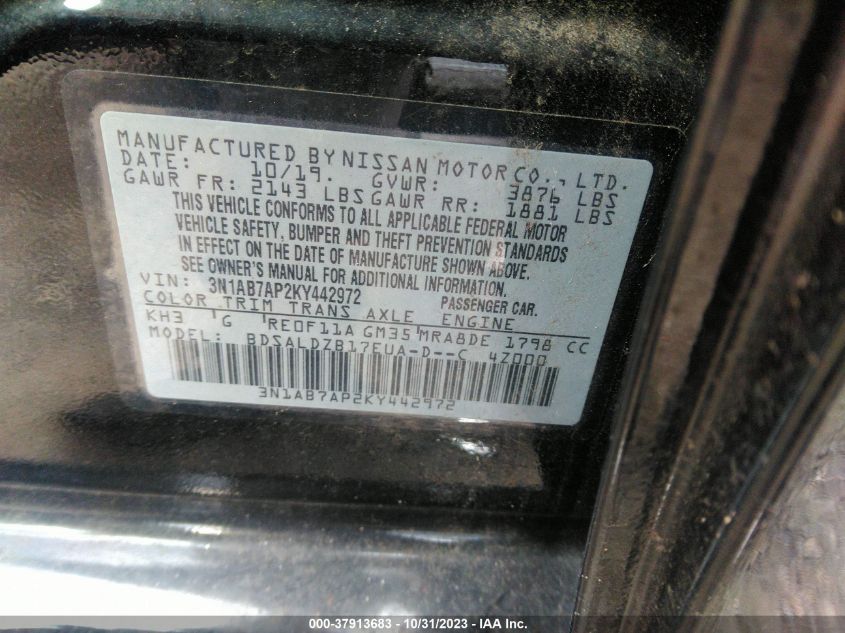 MANUFACTURED BY NISSAN MOTOR CO., LTD.
DATE: 10/19. GVWR: 3876 LBS
GAWR FR: 2143 LBS GAWR RR: 1881 LBS
THIS VEHICLE CONFORMS TO ALL APPLICABLE FEDERAL MOTOR
VEHICLE SAFETY, BUMPER AND THEFT PREVENTION STANDARDS
IN EFFECT ON THE DATE OF MANUFACTURE SHOWN ABOVE.
SEE OWNER'S MANUAL FOR ADDITIONAL INFORMATION.
VIN: 3N1AB7AP2KY442972 PASSENGER CAR.
COLOR TRIM TRANS AXLE ENGINE
KH3 G RE0F11A GM35 MRA8DE 1798 CC
MODEL: BDSALDZB17EUA-D--C 4Z000
3N1AB7AP2KY442972
000-37913683 - 10/31/2023 - IAA Inc.